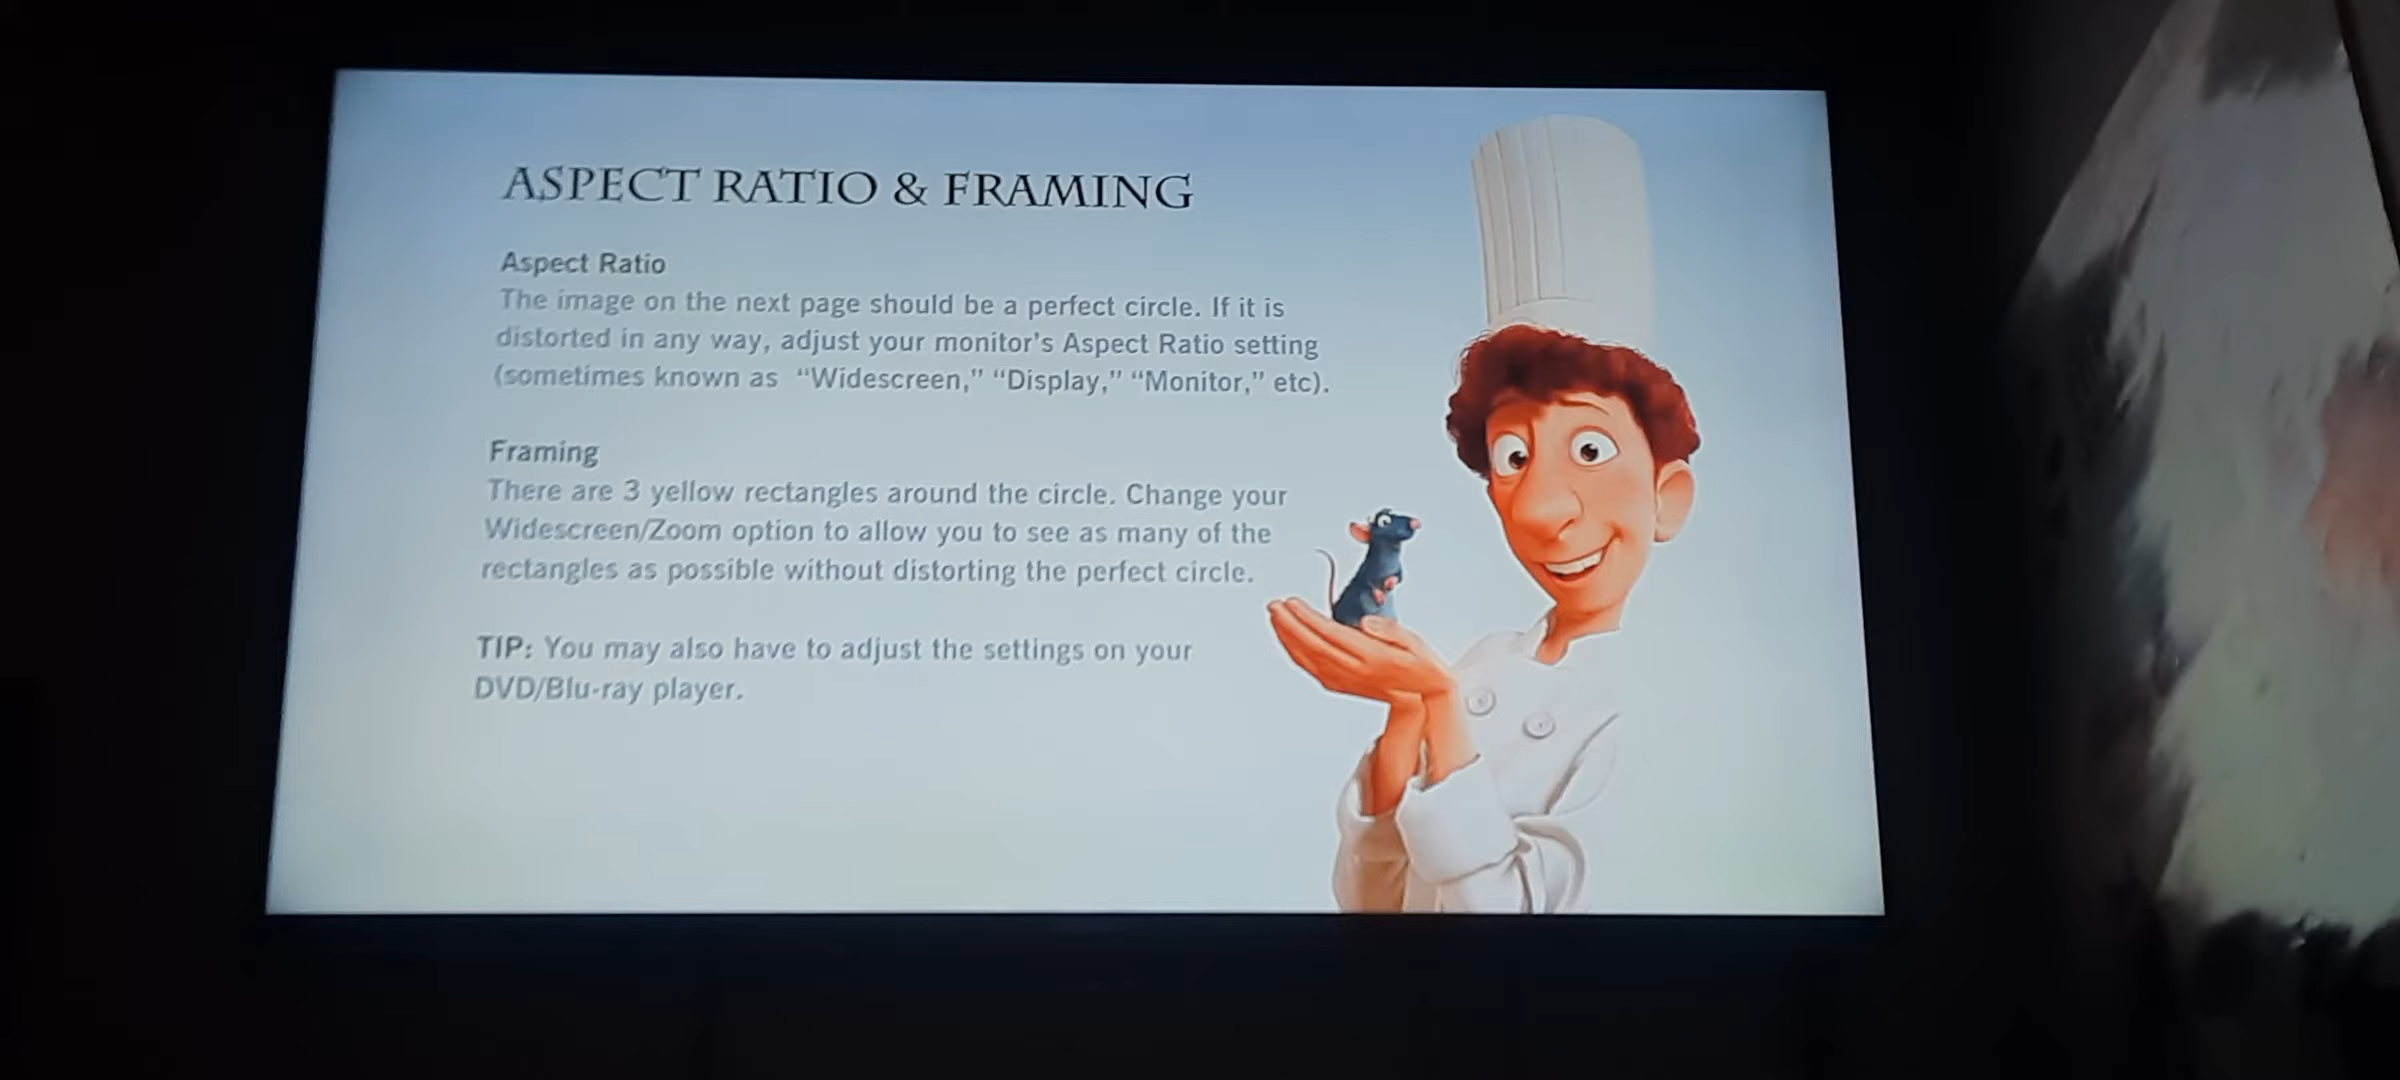 ASPECT RATIO & FRAMING
Aspect Ratio
The image on the next page should be a perfect circle. If it is
distorted in any way, adjust your monitor's Aspect Ratio setting
(sometimes known as “Widescreen,” “Display,” “Monitor,” etc).
Framing
There are 3 yellow rectangles around the circle. Change your
Widescreen/Zoom option to allow you to see as many of the
rectangles as possible without distorting the perfect circle.
TIP: You may also have to adjust the settings on your
DVD/Blu-ray player.